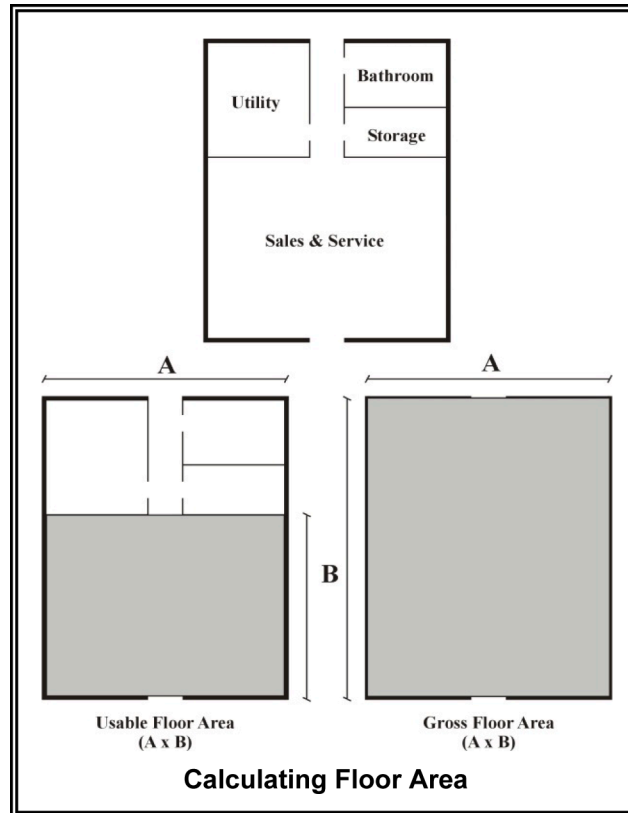 Utility
Bathroom
Storage
Sales & Service
A
A
B
Usable Floor Area
(A x B)
Gross Floor Area
(A x B)
Calculating Floor Area